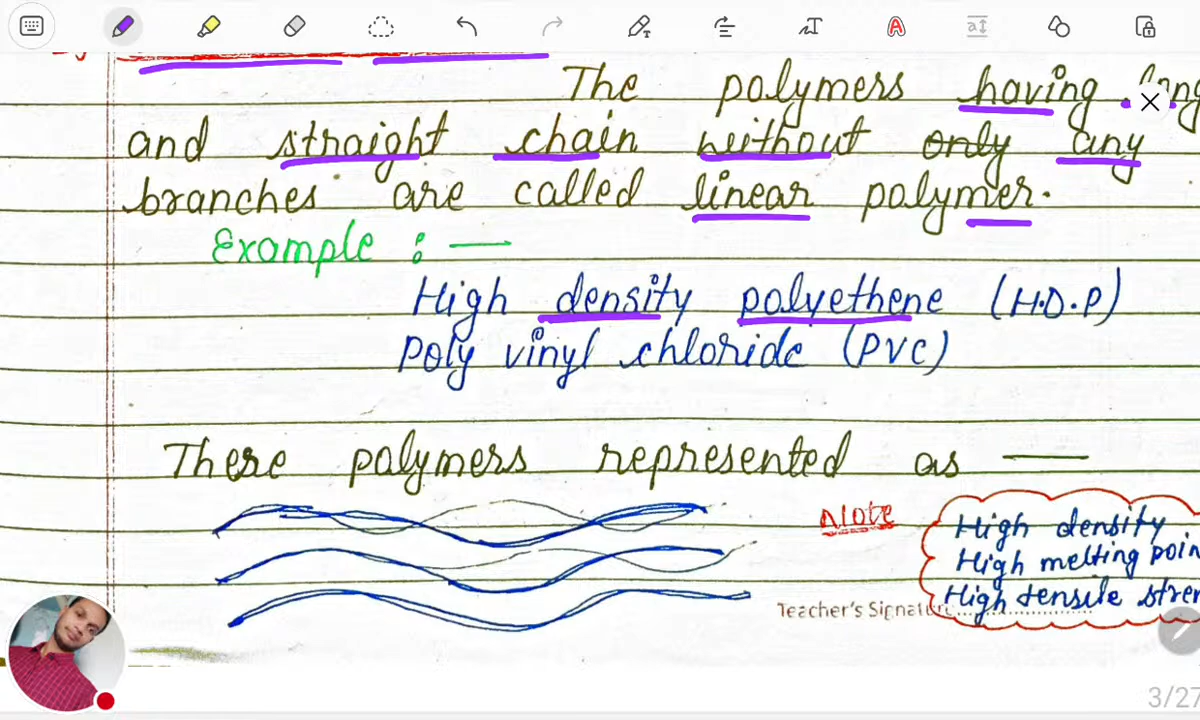 The polymers having long
and straight chain without only any
branches are called linear polymer.
Example : —
High density polyethene (H.D.P)
Poly vinyl chloride (PVC)
There polymers represented as —
Note
High density
High melting poin
High tensile stren
Teacher's Signatur
3/27